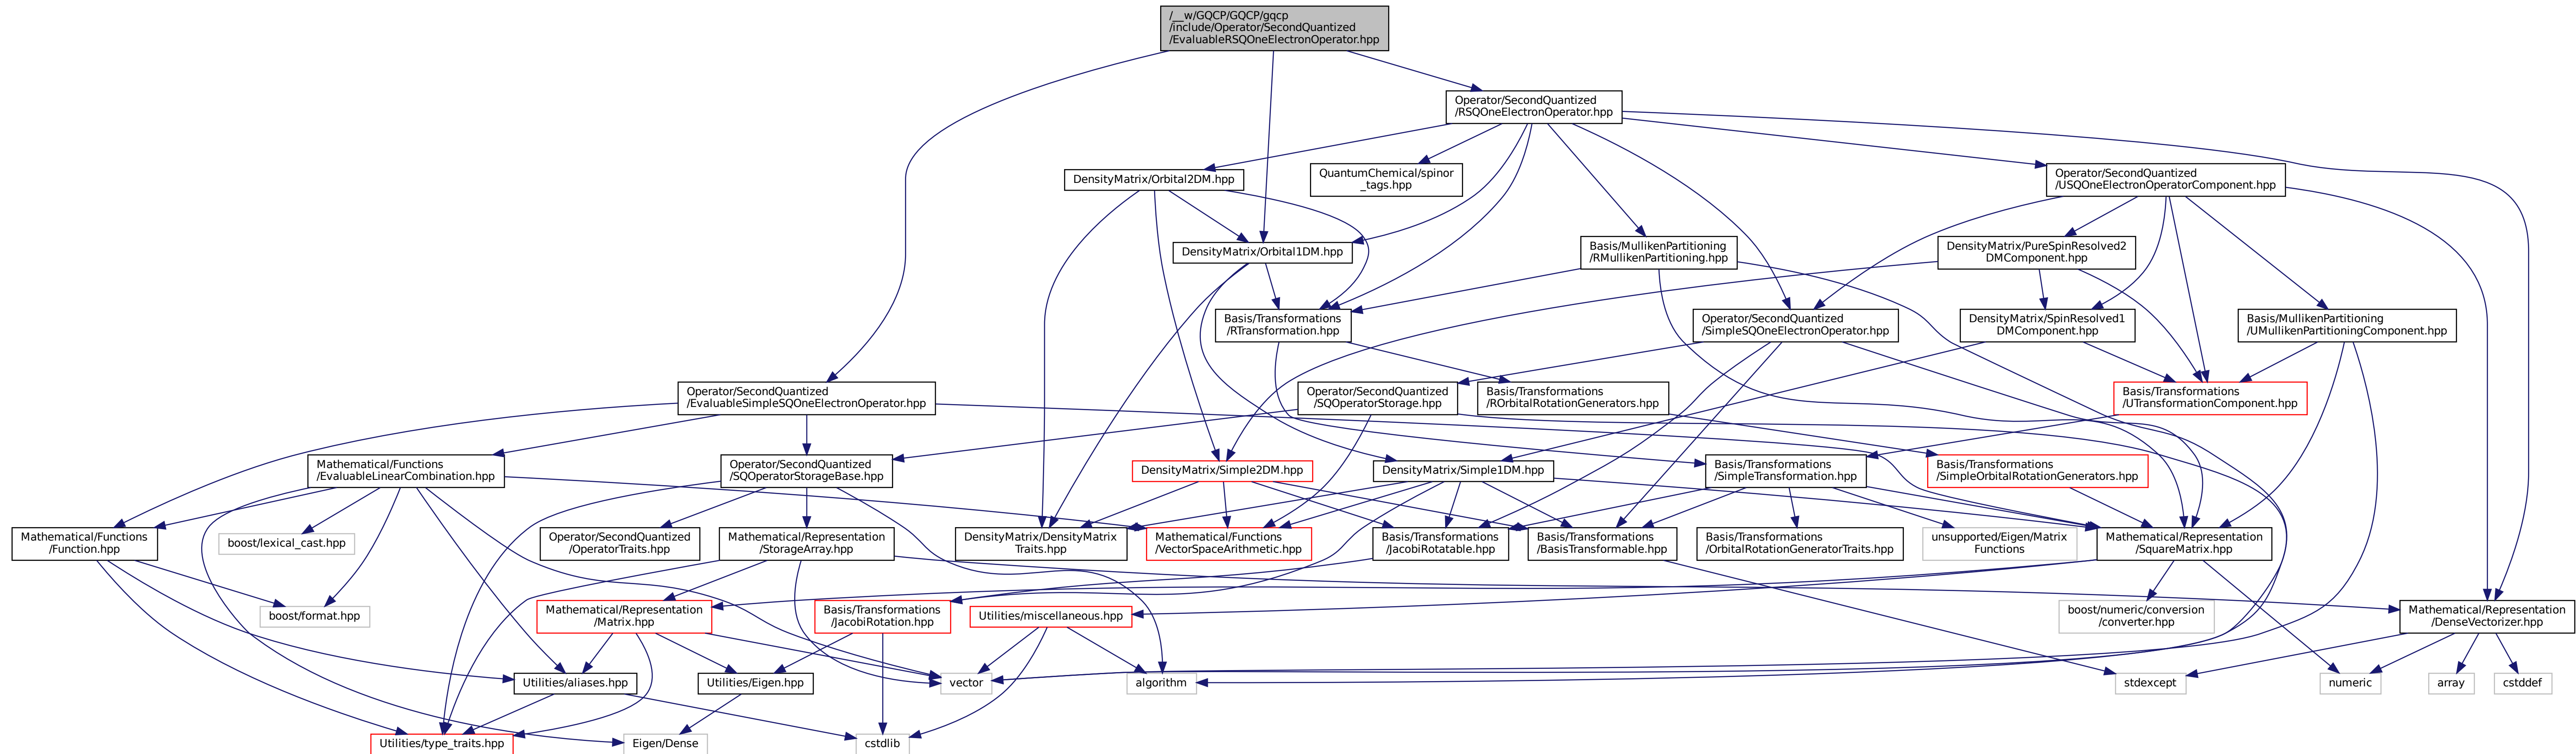 /__w/GQCP/GQCP/gqcp
/include/Operator/SecondQuantized
/EvaluableRSQOneElectronOperator.hpp
Operator/SecondQuantized
/RSQOneElectronOperator.hpp
DensityMatrix/Orbital2DM.hpp
QuantumChemical/spinor
_tags.hpp
Operator/SecondQuantized
/USQOneElectronOperatorComponent.hpp
DensityMatrix/Orbital1DM.hpp
Basis/MullikenPartitioning
/RMullikenPartitioning.hpp
DensityMatrix/PureSpinResolved2
DMComponent.hpp
Basis/Transformations
/RTransformation.hpp
Operator/SecondQuantized
/SimpleSQOneElectronOperator.hpp
DensityMatrix/SpinResolved1
DMComponent.hpp
Basis/MullikenPartitioning
/UMullikenPartitioningComponent.hpp
Operator/SecondQuantized
/EvaluableSimpleSQOneElectronOperator.hpp
Operator/SecondQuantized
/SQOperatorStorage.hpp
Basis/Transformations
/ROrbitalRotationGenerators.hpp
Basis/Transformations
/UTransformationComponent.hpp
Mathematical/Functions
/EvaluableLinearCombination.hpp
Operator/SecondQuantized
/SQOperatorStorageBase.hpp
DensityMatrix/Simple2DM.hpp
DensityMatrix/Simple1DM.hpp
Basis/Transformations
/SimpleTransformation.hpp
Basis/Transformations
/SimpleOrbitalRotationGenerators.hpp
Mathematical/Functions
/Function.hpp
boost/lexical_cast.hpp
Operator/SecondQuantized
/OperatorTraits.hpp
Mathematical/Representation
/StorageArray.hpp
DensityMatrix/DensityMatrix
Traits.hpp
Mathematical/Functions
/VectorSpaceArithmetic.hpp
Basis/Transformations
/JacobiRotatable.hpp
Basis/Transformations
/BasisTransformable.hpp
Basis/Transformations
/OrbitalRotationGeneratorTraits.hpp
unsupported/Eigen/Matrix
Functions
Mathematical/Representation
/SquareMatrix.hpp
boost/format.hpp
Mathematical/Representation
/Matrix.hpp
Basis/Transformations
/JacobiRotation.hpp
Utilities/miscellaneous.hpp
boost/numeric/conversion
/converter.hpp
Mathematical/Representation
/DenseVectorizer.hpp
Utilities/aliases.hpp
Utilities/Eigen.hpp
vector
algorithm
stdexcept
numeric
array
cstddef
Utilities/type_traits.hpp
Eigen/Dense
cstdlib